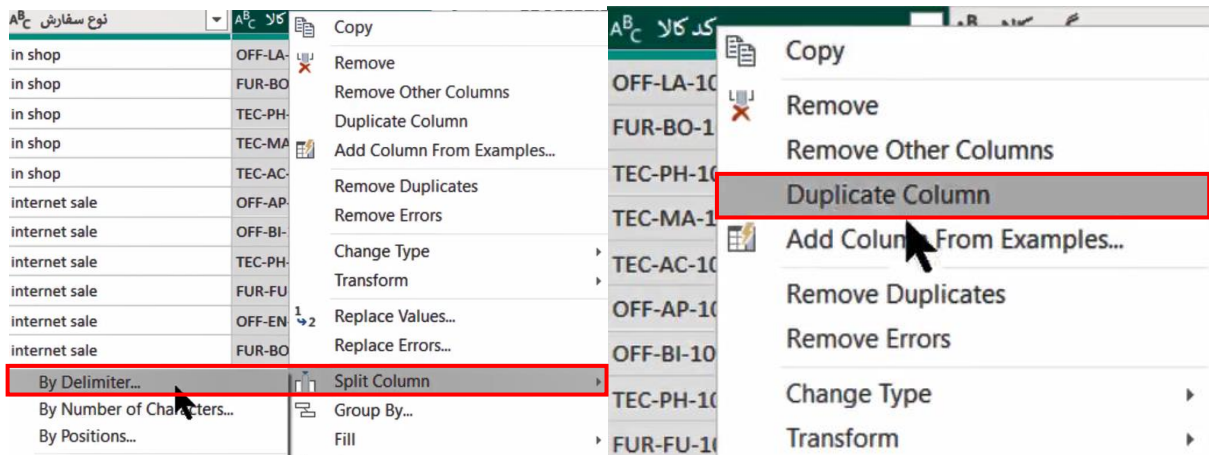 نوع سفارش ABC
کالا ABC
in shop
OFF-LA-
in shop
FUR-BO
in shop
TEC-PH-
in shop
TEC-MA
in shop
TEC-AC-
internet sale
OFF-AP-
internet sale
OFF-BI-
internet sale
TEC-PH-
internet sale
FUR-FU
internet sale
OFF-EN
internet sale
FUR-BO
By Delimiter...
By Number of Characters...
By Positions...
Copy
Remove
Remove Other Columns
Duplicate Column
Add Column From Examples...
Remove Duplicates
Remove Errors
Change Type
Transform
1 2 Replace Values...
Replace Errors...
Split Column
Group By...
Fill
کد کالا ABC
OFF-LA-10
FUR-BO-1
TEC-PH-10
TEC-MA-1
TEC-AC-10
OFF-AP-10
OFF-BI-10
TEC-PH-10
FUR-FU-10
Copy
Remove
Remove Other Columns
Duplicate Column
Add Column From Examples...
Remove Duplicates
Remove Errors
Change Type
Transform